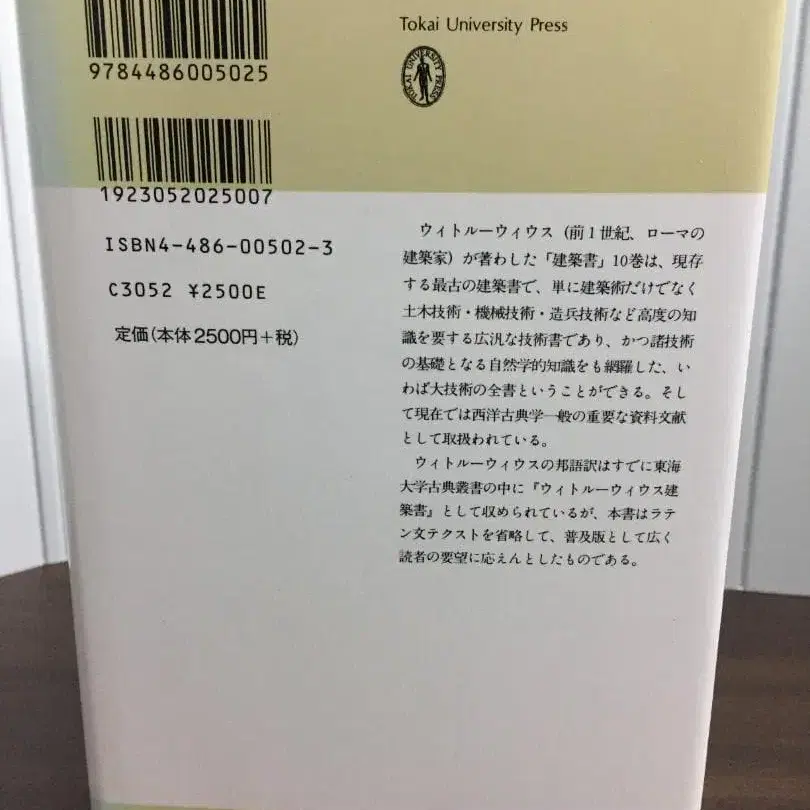 Tokai University Press
TOKAI UNIVERSITY PRESS
9784486005025
1923052025007
ISBN4-486-00502-3
C3052 ¥2500E
定価(本体2500円+税)
ウィトルーウィウス(前1世紀、ローマの
建築家)が著わした「建築書」10巻は、現存
する最古の建築書で、単に建築術だけでなく
土木技術・機械技術・造兵技術など高度の知
識を要する広汎な技術書であり、かつ諸技術
の基礎となる自然学的知識をも網羅した、い
わば大技術の全書ということができる。そし
て現在では西洋古典学一般の重要な資料文献
として取扱われている。
ウィトルーウィウスの邦語訳はすでに東海
大学古典叢書の中に『ウィトルーウィウス建
築書』として収められているが、本書はラテ
ン文テクストを省略して、普及版として広く
読者の要望に応えんとしたものである。